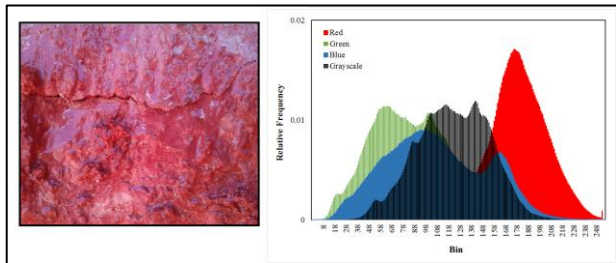 0.02
Red
Green
Blue
Grayscale
0.01
0
Relative Frequency
8 18 28 38 48 58 68 78 88 98 108 118 128 138 148 158 168 178 188 198 208 218 228 238 248
Bin